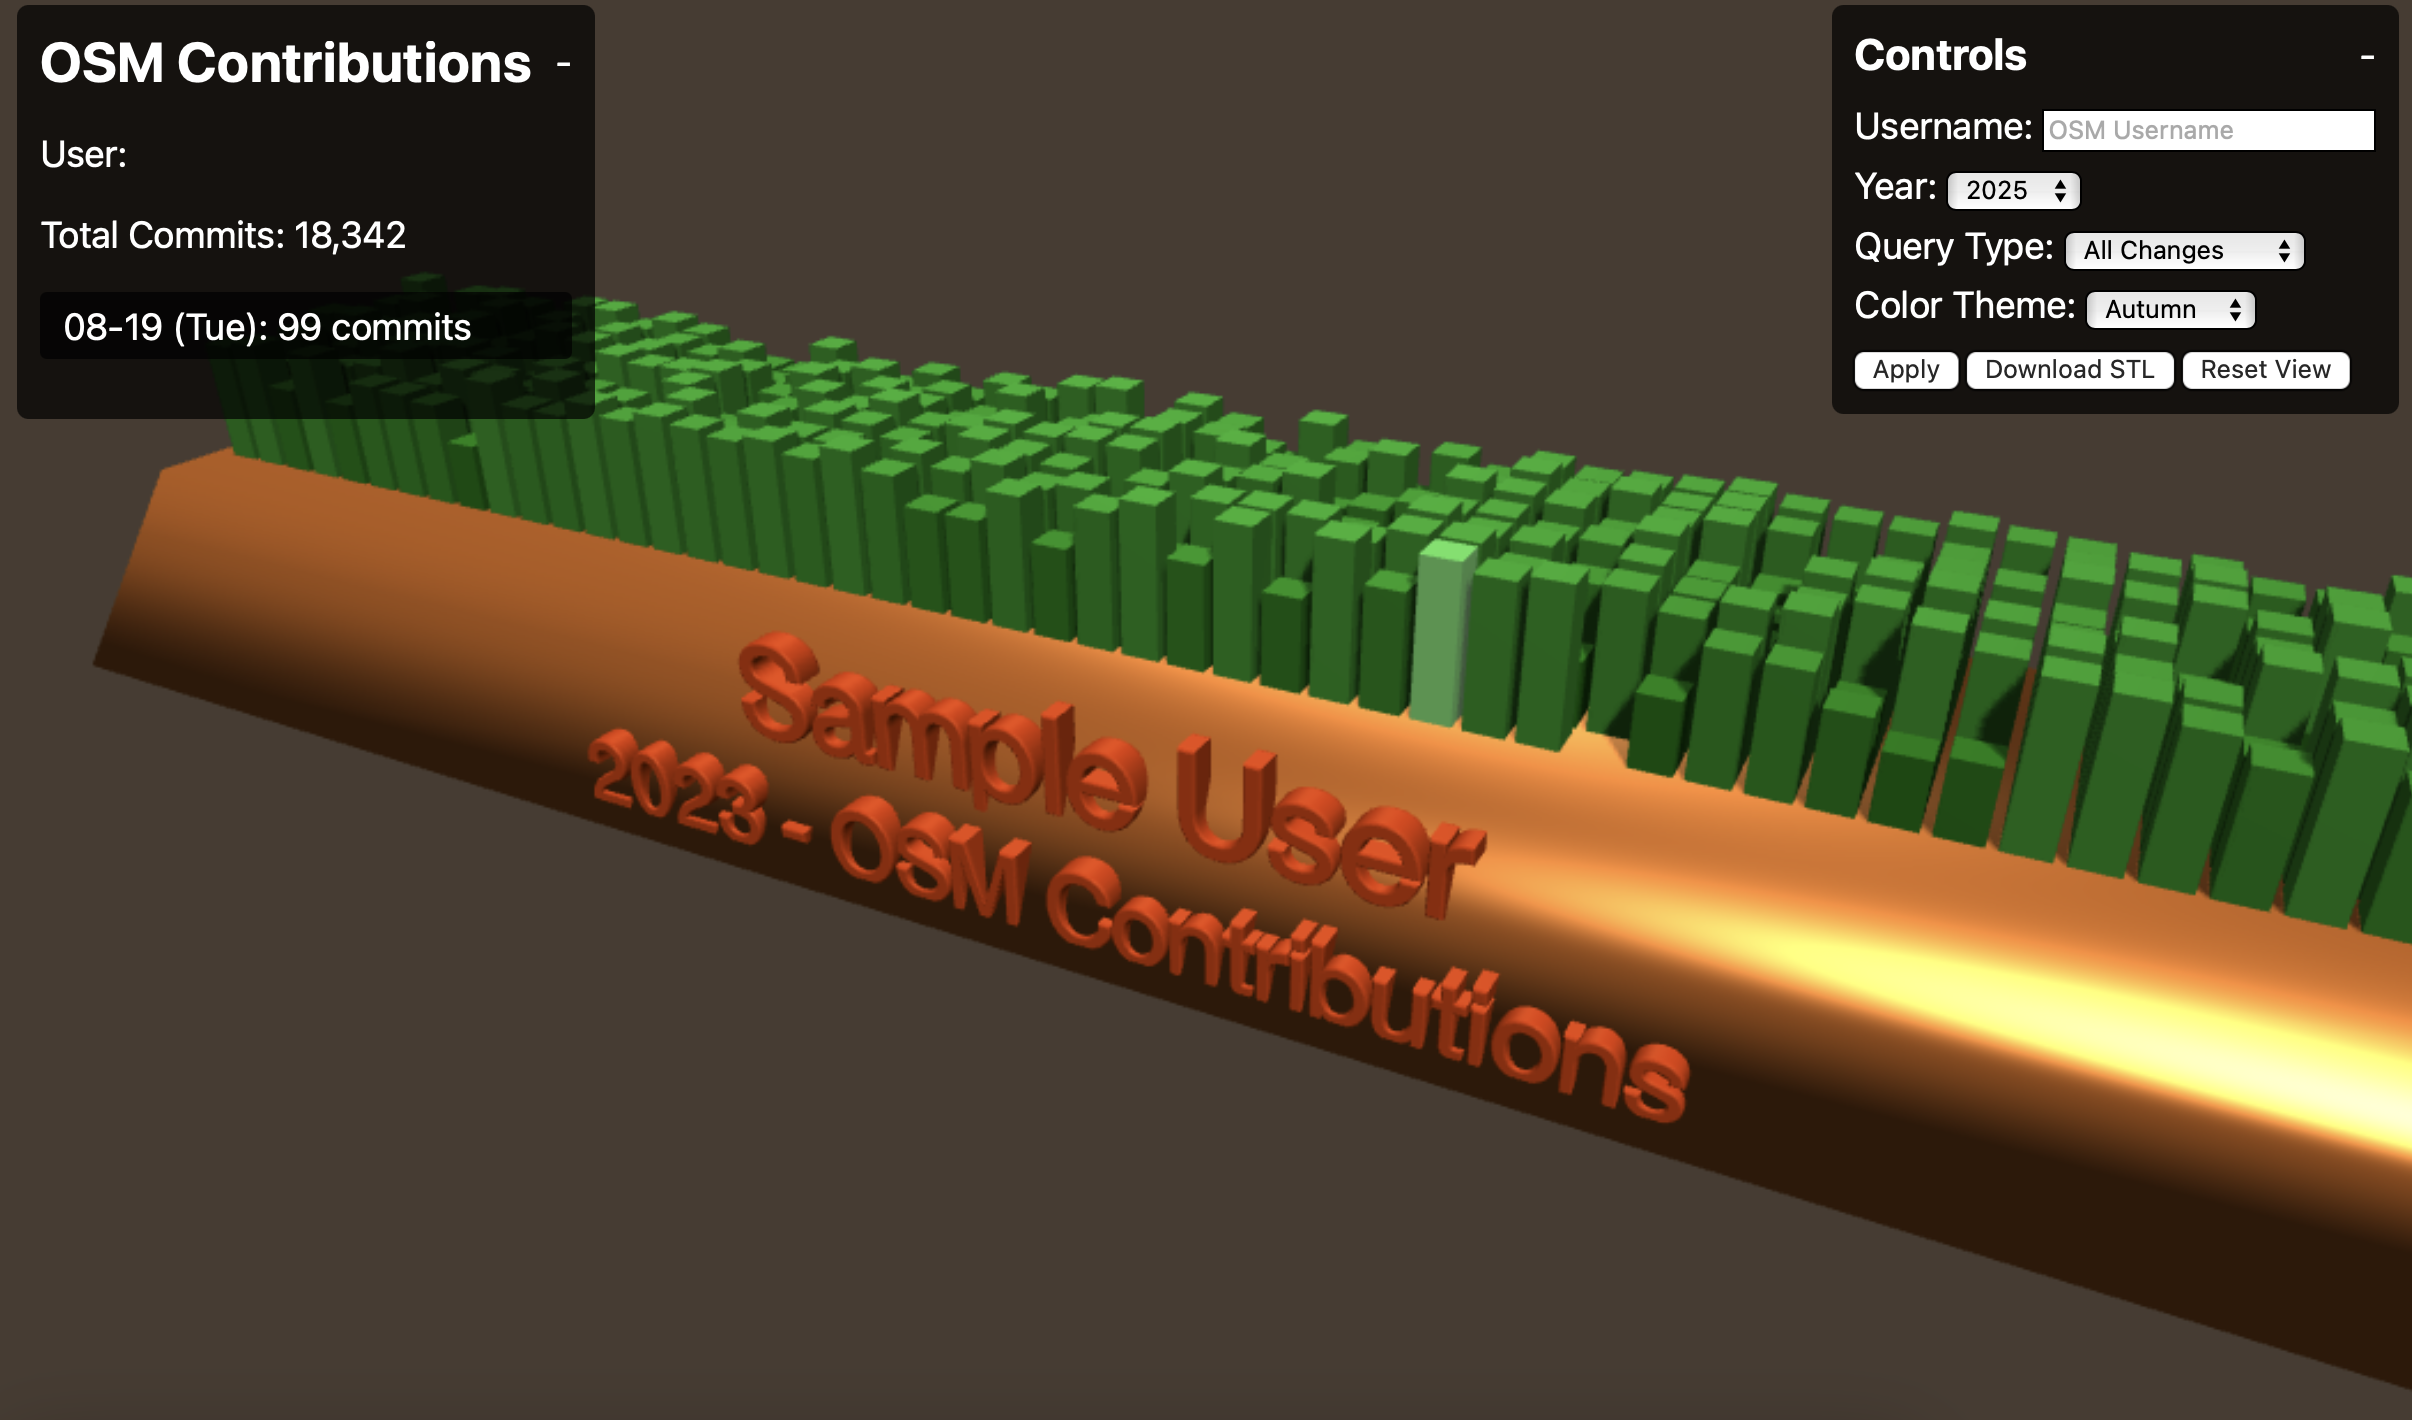 OSM Contributions -
User:
Total Commits: 18,342
08-19 (Tue): 99 commits
Controls -
Username: OSM Username
Year: 2025
Query Type: All Changes
Color Theme: Autumn
Apply Download STL Reset View
Sample User
2023 - OSM Contributions